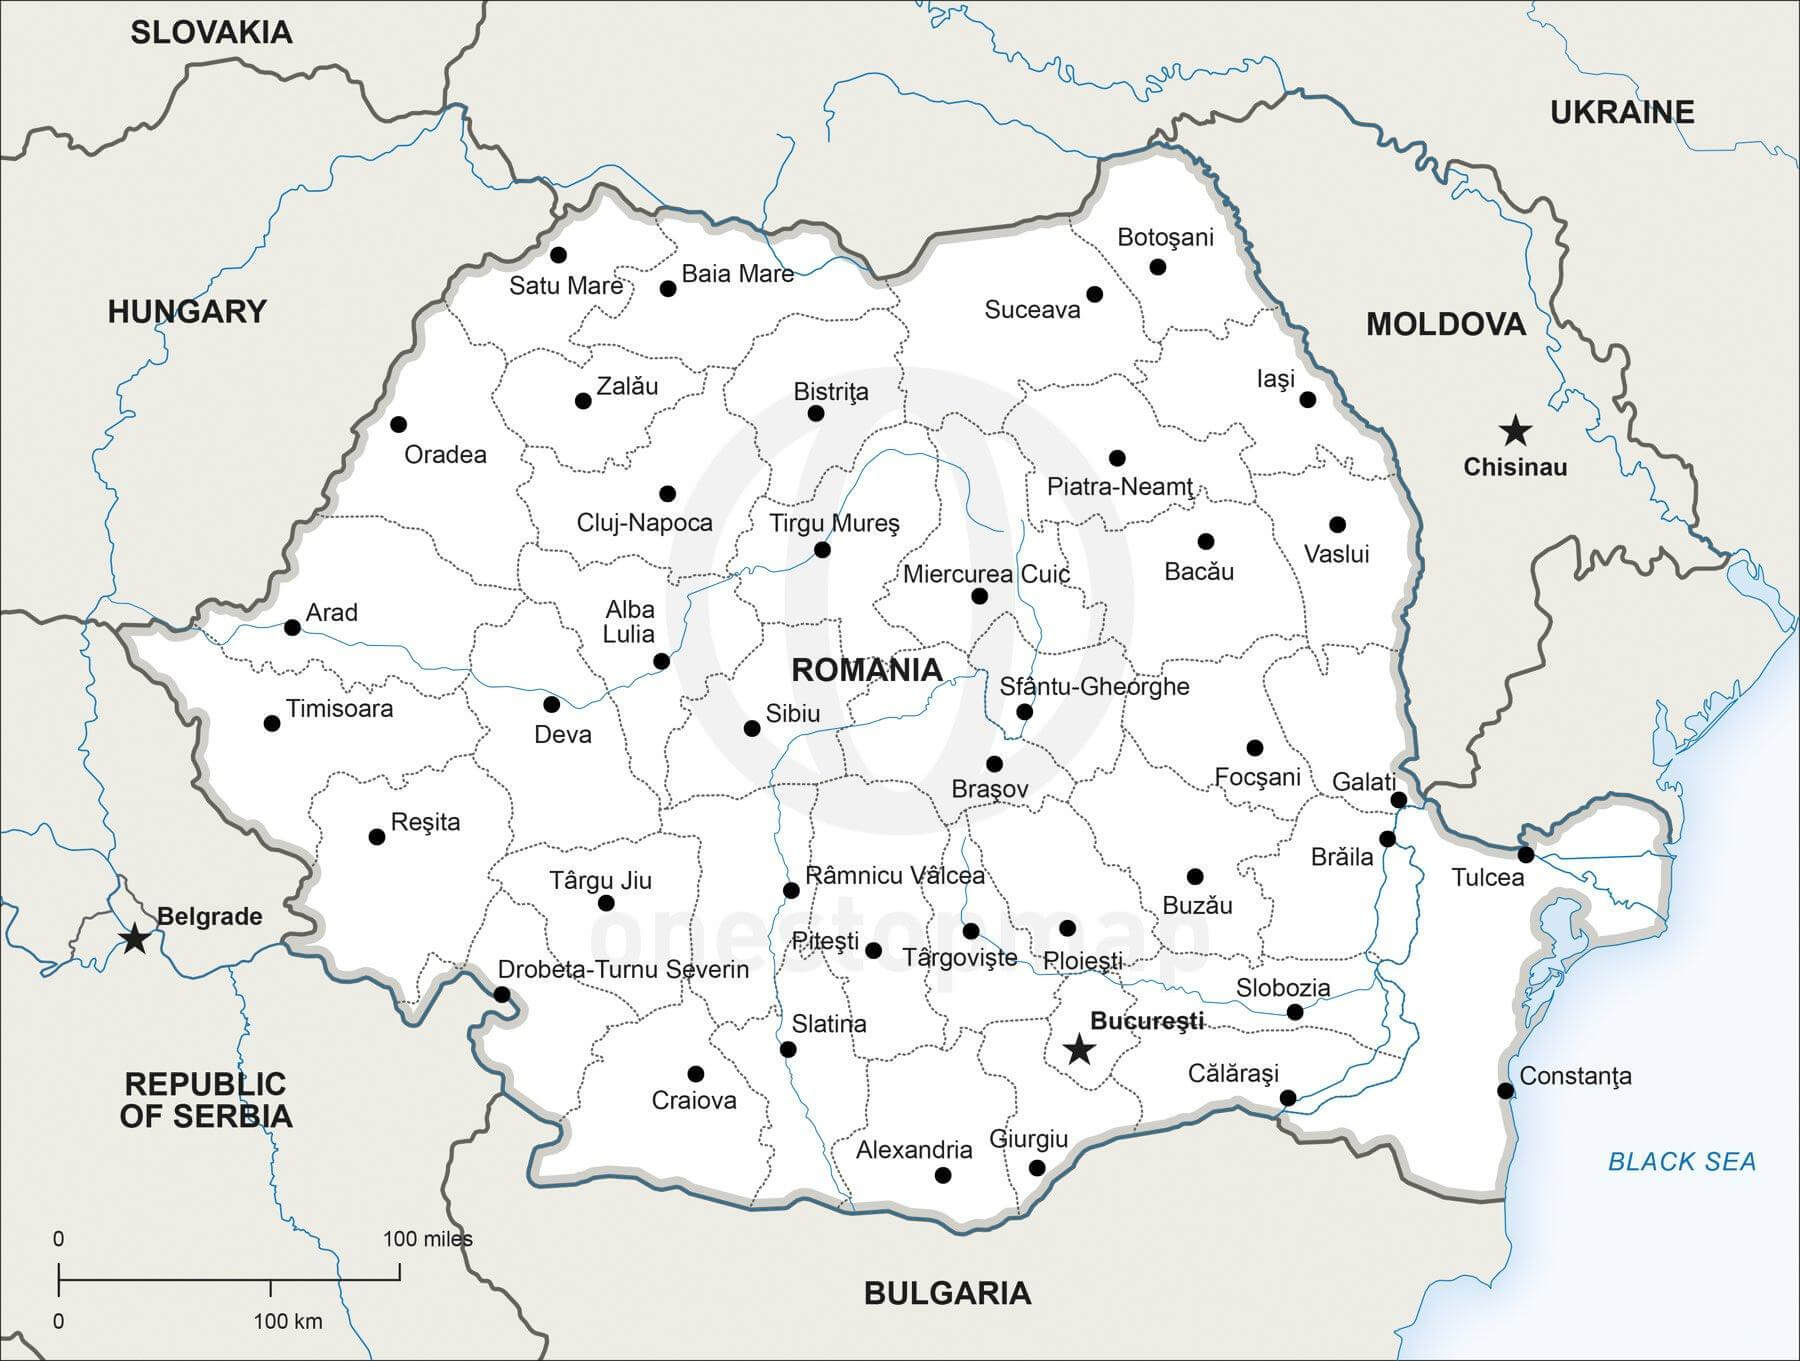 SLOVAKIA
UKRAINE
Botoşani
Satu Mare
Baia Mare
HUNGARY
Suceava
MOLDOVA
Zalău
Bistriţa
Iaşi
Oradea
Chisinau
Piatra-Neamţ
Cluj-Napoca
Tirgu Mureş
Vaslui
Bacău
Miercurea Cuic
Arad
Alba
Lulia
ROMANIA
Sfântu-Gheorghe
Timisoara
Sibiu
Deva
Focşani
Galati
Braşov
Reşita
Brăila
Târgu Jiu
Râmnicu Vâlcea
Tulcea
Buzău
Belgrade
onestopmap
Piteşti
Târgovişte
Ploieşti
Drobeta-Turnu Severin
Slobozia
Slatina
Bucureşti
Călăraşi
Constanţa
REPUBLIC
OF SERBIA
Craiova
Alexandria
Giurgiu
BLACK SEA
0
100 miles
BULGARIA
0
100 km